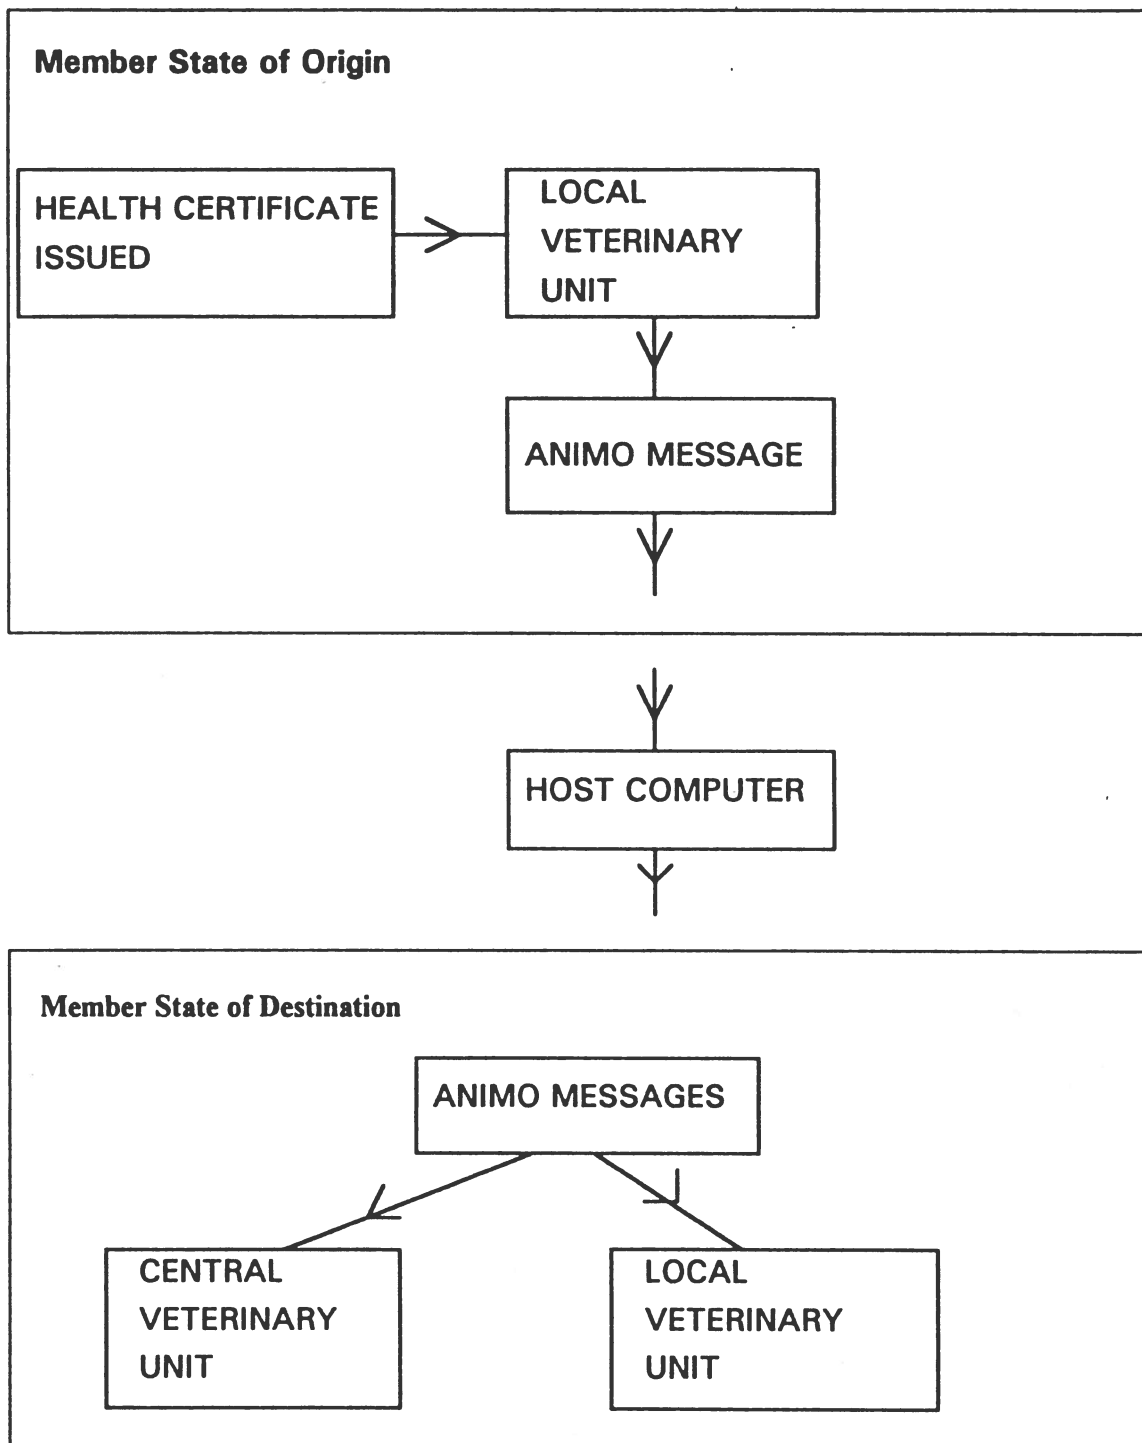 Member State of Origin
HEALTH CERTIFICATE
ISSUED
LOCAL
VETERINARY
UNIT
ANIMO MESSAGE
HOST COMPUTER
Member State of Destination
ANIMO MESSAGES
CENTRAL
VETERINARY
UNIT
LOCAL
VETERINARY
UNIT